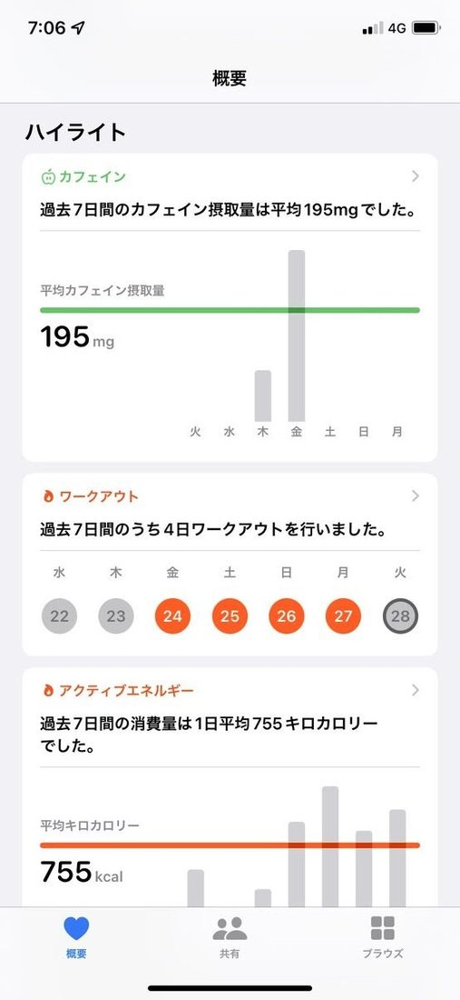 7:06
4G
概要
ハイライト
カフェイン
過去7日間のカフェイン摂取量は平均195mgでした。
平均カフェイン摂取量
195 mg
火 水 木 金 土 日 月
ワークアウト
過去7日間のうち4日ワークアウトを行いました。
水 木 金 土 日 月 火
22 23 24 25 26 27 28
アクティブエネルギー
過去7日間の消費量は1日平均755キロカロリー
でした。
平均キロカロリー
755 kcal
概要 共有 ブラウズ